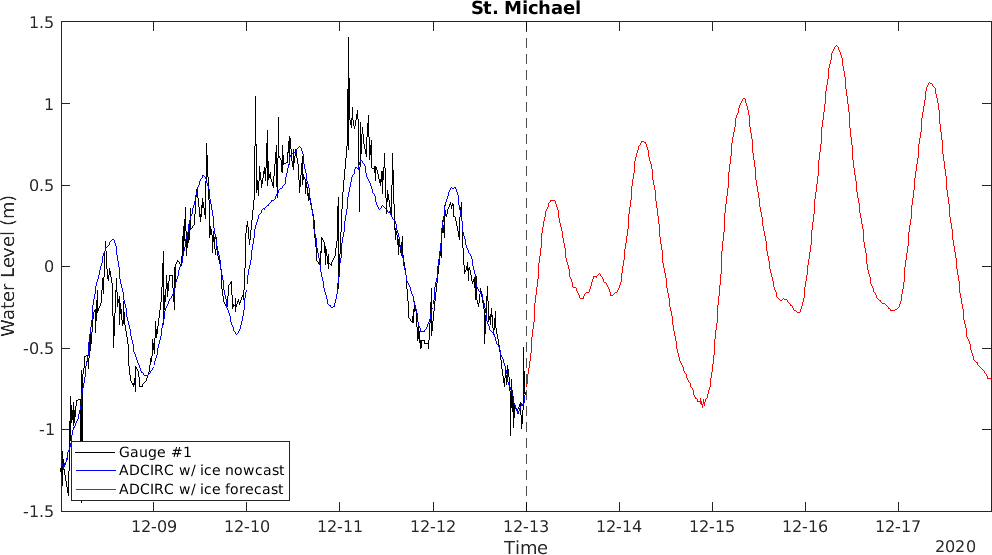 St. Michael
1.5
1
0.5
0
-0.5
-1
-1.5
Water Level (m)
Gauge #1
ADCIRC w/ ice nowcast
ADCIRC w/ ice forecast
12-09 12-10 12-11 12-12 12-13 12-14 12-15 12-16 12-17
Time
2020